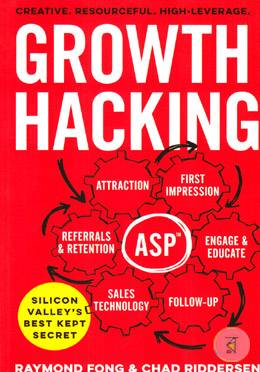 CREATIVE. RESOURCEFUL. HIGH-LEVERAGE.
GROWTH
HACKING
ATTRACTION
FIRST
IMPRESSION
REFERRALS
& RETENTION
ASP™
ENGAGE &
EDUCATE
SALES
TECHNOLOGY
FOLLOW-UP
SILICON
VALLEY'S
BEST KEPT
SECRET
RAYMOND FONG & CHAD RIDDERSEN